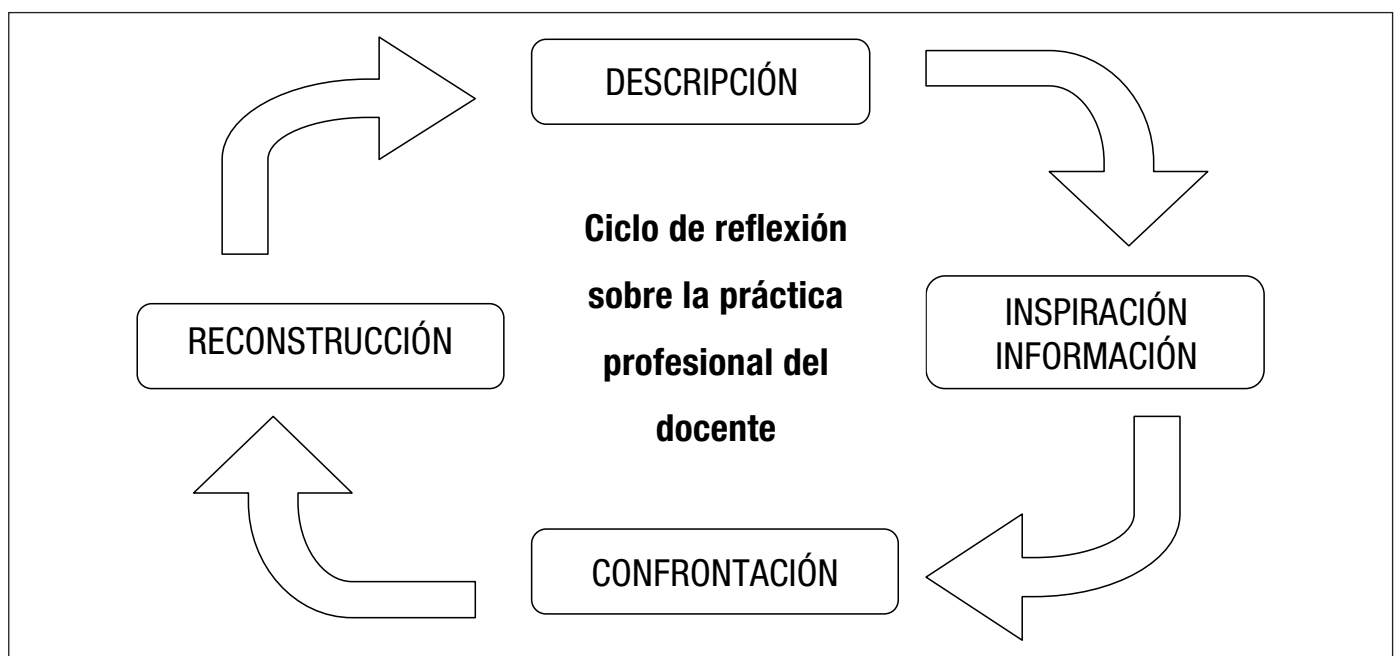 DESCRIPCIÓN
Ciclo de reflexión
sobre la práctica
profesional del
docente
INSPIRACIÓN
INFORMACIÓN
RECONSTRUCCIÓN
CONFRONTACIÓN